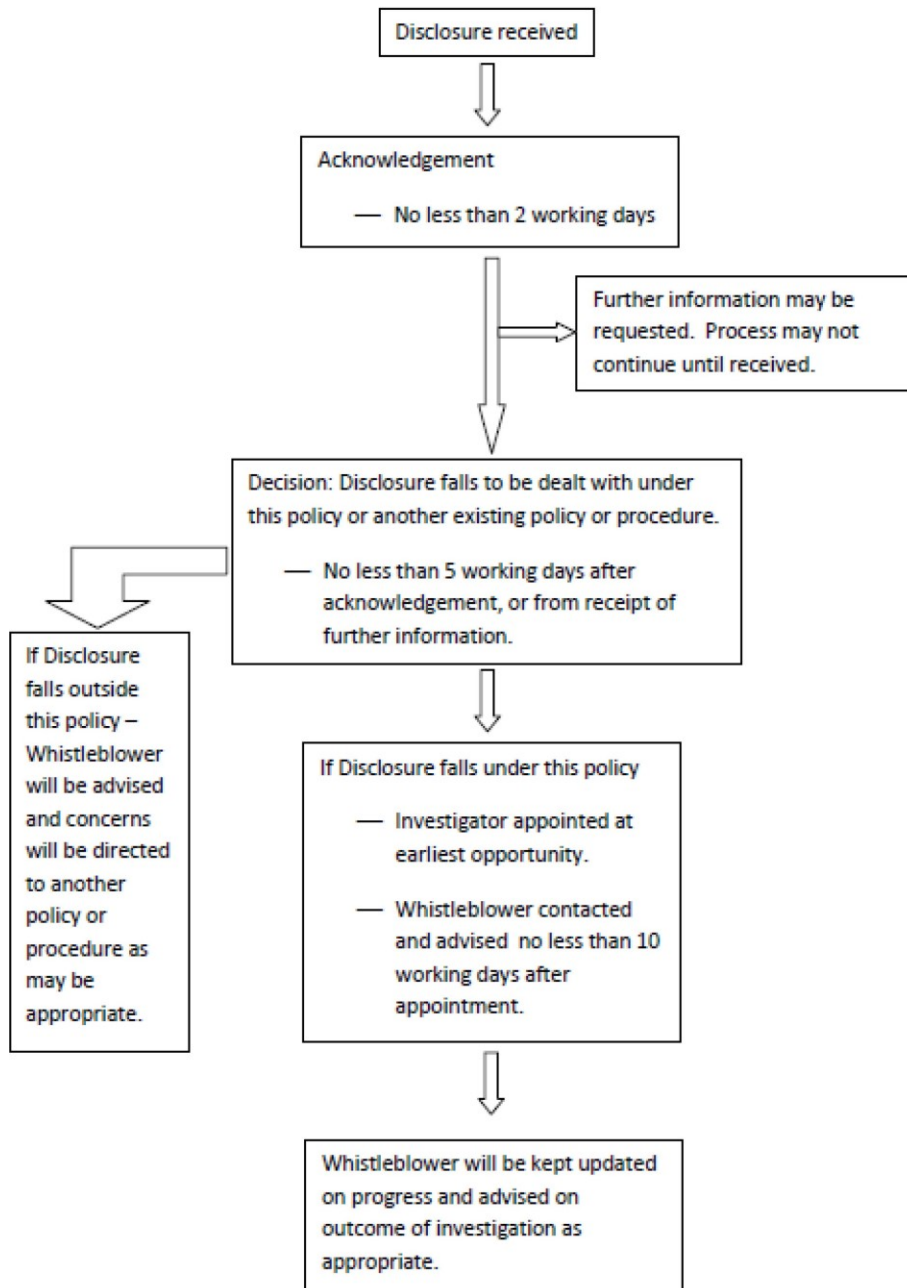 Disclosure received
Acknowledgement
— No less than 2 working days
Further information may be
requested. Process may not
continue until received.
Decision: Disclosure falls to be dealt with under
this policy or another existing policy or procedure.
— No less than 5 working days after
acknowledgement, or from receipt of
further information.
If Disclosure
falls outside
this policy –
Whistleblower
will be advised
and concerns
will be directed
to another
policy or
procedure as
may be
appropriate.
If Disclosure falls under this policy
— Investigator appointed at
earliest opportunity.
— Whistleblower contacted
and advised no less than 10
working days after
appointment.
Whistleblower will be kept updated
on progress and advised on
outcome of investigation as
appropriate.